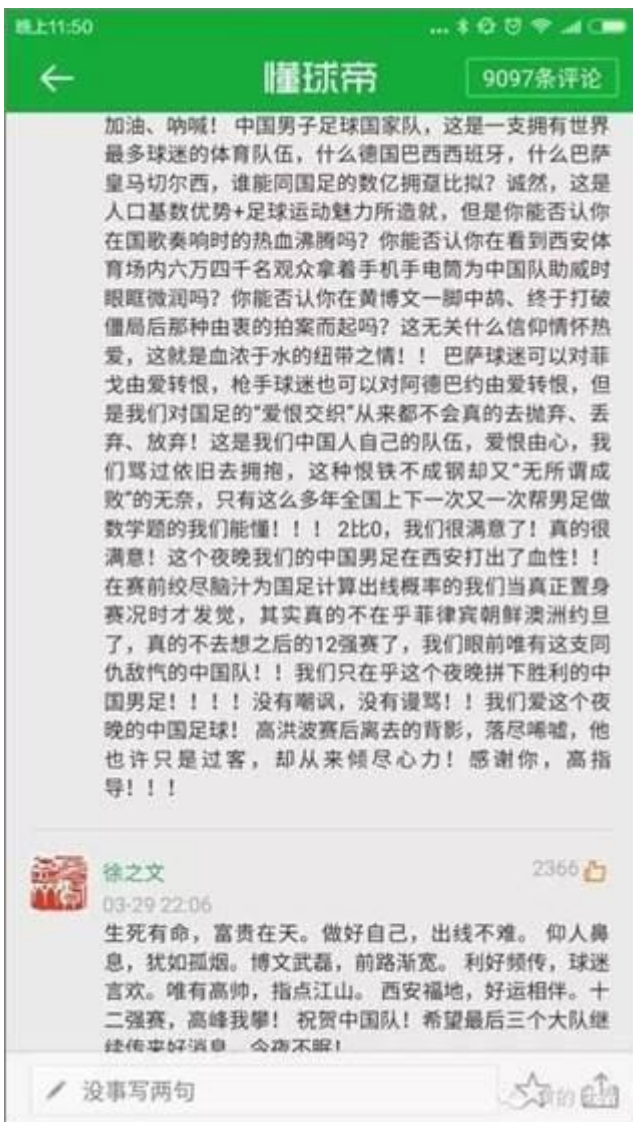 晚上11:50
懂球帝
9097条评论
加油、呐喊！ 中国男子足球国家队，这是一支拥有世界
最多球迷的体育队伍，什么德国巴西西班牙，什么巴萨
皇马切尔西，谁能同国足的数亿拥趸比拟？诚然，这是
人口基数优势+足球运动魅力所造就，但是你能否认你
在国歌奏响时的热血沸腾吗？你能否认你在看到西安体
育场内六万四千名观众拿着手机手电筒为中国队助威时
眼眶微润吗？你能否认你在黄博文一脚中鸹、终于打破
僵局后那种由衷的拍案而起吗？这无关什么信仰情怀热
爱，这就是血浓于水的纽带之情！！ 巴萨球迷可以对菲
戈由爱转恨，枪手球迷也可以对阿德巴约由爱转恨，但
是我们对国足的“爱恨交织”从来都不会真的去抛弃、丢
弃、放弃！这是我们中国人自己的队伍，爱恨由心，我
们骂过依旧去拥抱，这种恨铁不成钢却又“无所谓成
败”的无奈，只有这么多年全国上下一次又一次帮男足做
数学题的我们能懂！！！ 2比0，我们很满意了！真的很
满意！这个夜晚我们的中国男足在西安打出了血性！！
在赛前绞尽脑汁为国足计算出线概率的我们当真正置身
赛况时才发觉，其实真的不在乎菲律宾朝鲜澳洲约旦
了，真的不去想之后的12强赛了，我们眼前唯有这支同
仇敌忾的中国队！！我们只在乎这个夜晚拼下胜利的中
国男足！！！！没有嘲讽，没有谩骂！！我们爱这个夜
晚的中国足球！ 高洪波赛后离去的背影，落尽唏嘘，他
也许只是过客，却从来倾尽心力！感谢你，高指
导！！！
徐之文
2366
03-29 22:06
生死有命，富贵在天。做好自己，出线不难。 仰人鼻
息，犹如孤烟。博文武磊，前路渐宽。 利好频传，球迷
言欢。唯有高帅，指点江山。 西安福地，好运相伴。十
二强赛，高峰我攀！ 祝贺中国队！希望最后三个大队继
续传来好消息，今夜不眠！
没事写两句